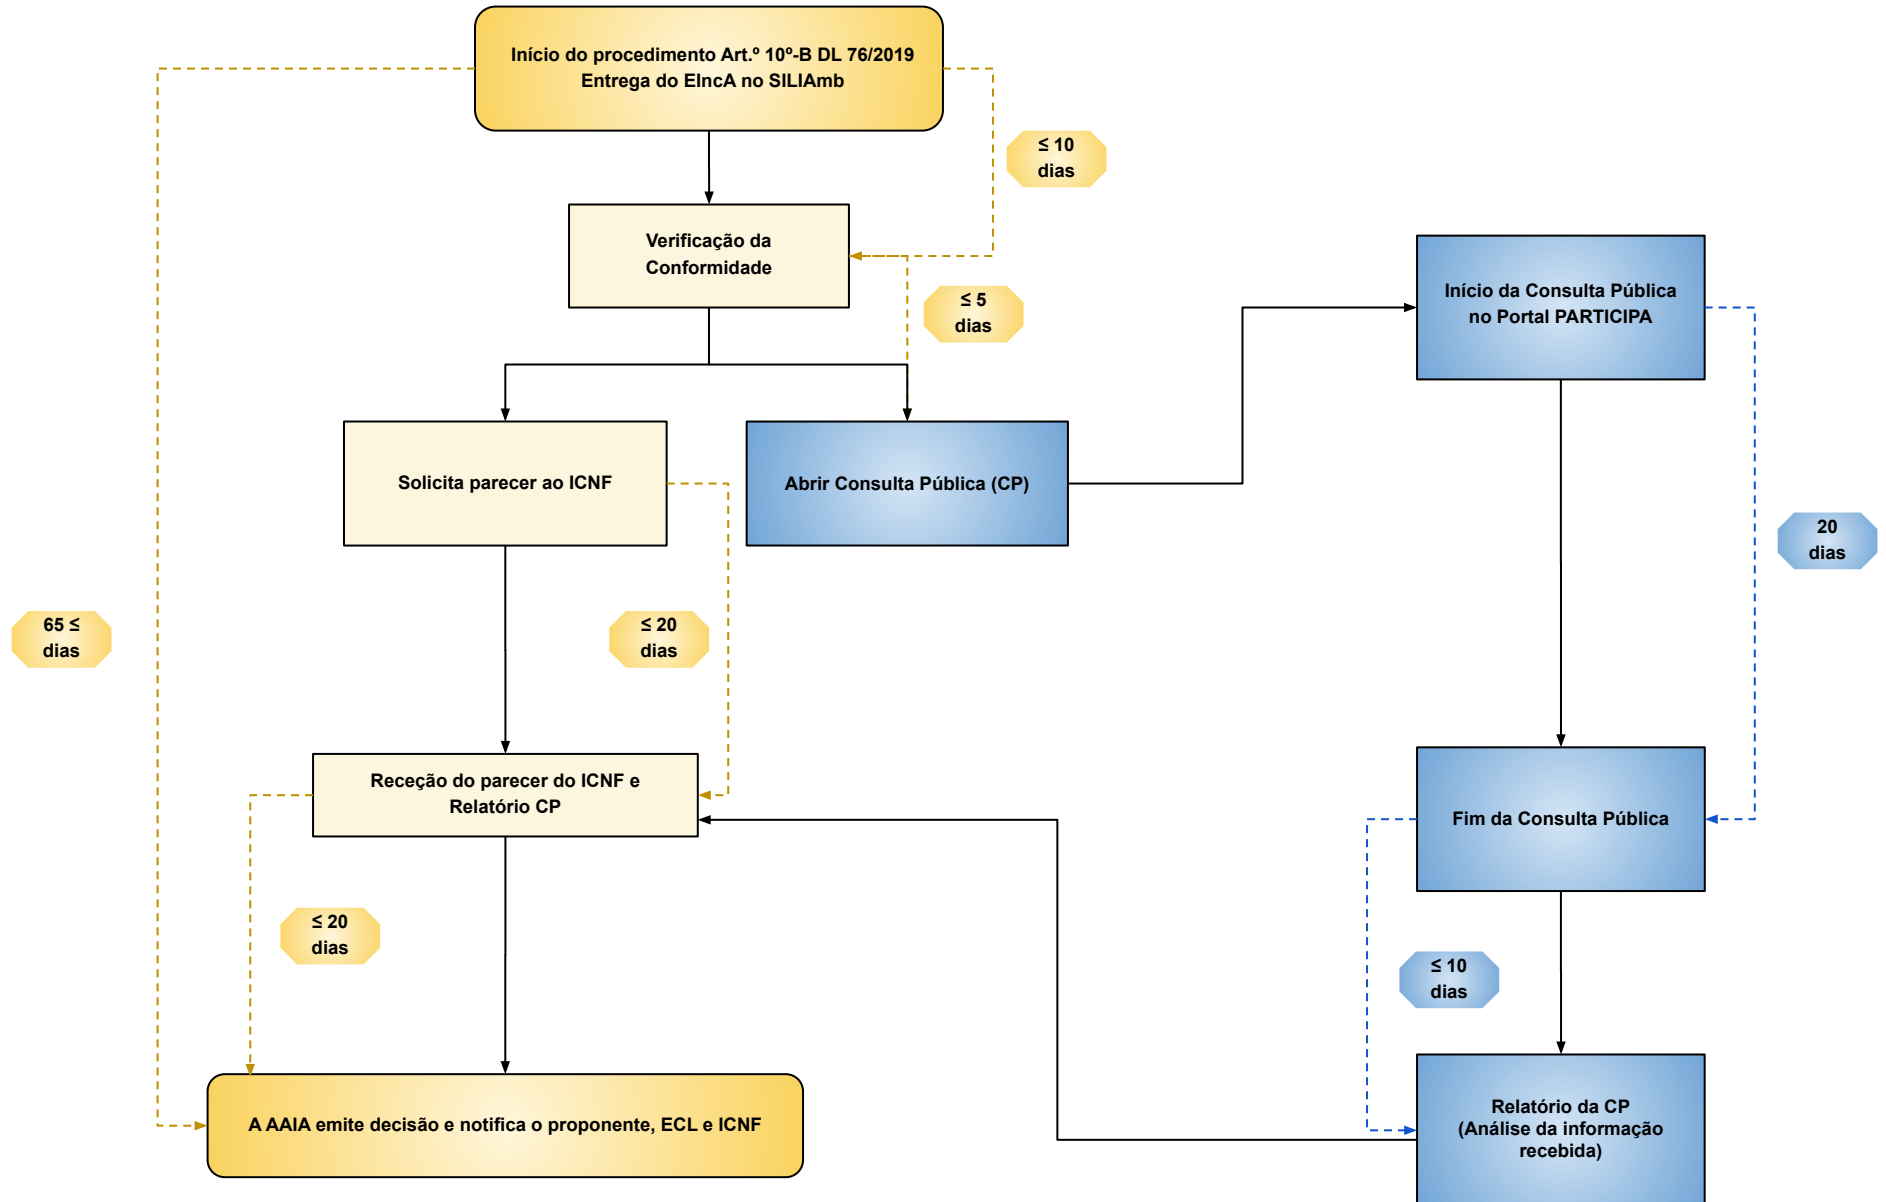 Início do procedimento Art.º 10º-B DL 76/2019
Entrega do EIncA no SILIAmb
≤ 10
dias
Verificação da
Conformidade
≤ 5
dias
Início da Consulta Pública
no Portal PARTICIPA
Solicita parecer ao ICNF
Abrir Consulta Pública (CP)
20
dias
65 ≤
dias
≤ 20
dias
Receção do parecer do ICNF e
Relatório CP
Fim da Consulta Pública
≤ 20
dias
≤ 10
dias
A AAIA emite decisão e notifica o proponente, ECL e ICNF
Relatório da CP
(Análise da informação
recebida)